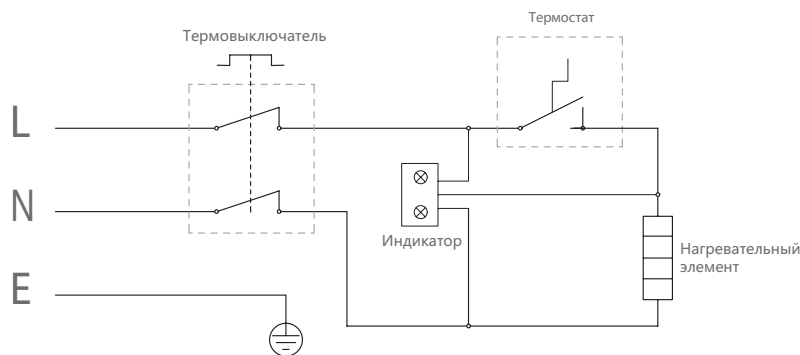 Термостат
Термовыключатель
L
N
Индикатор
Нагревательный
элемент
E